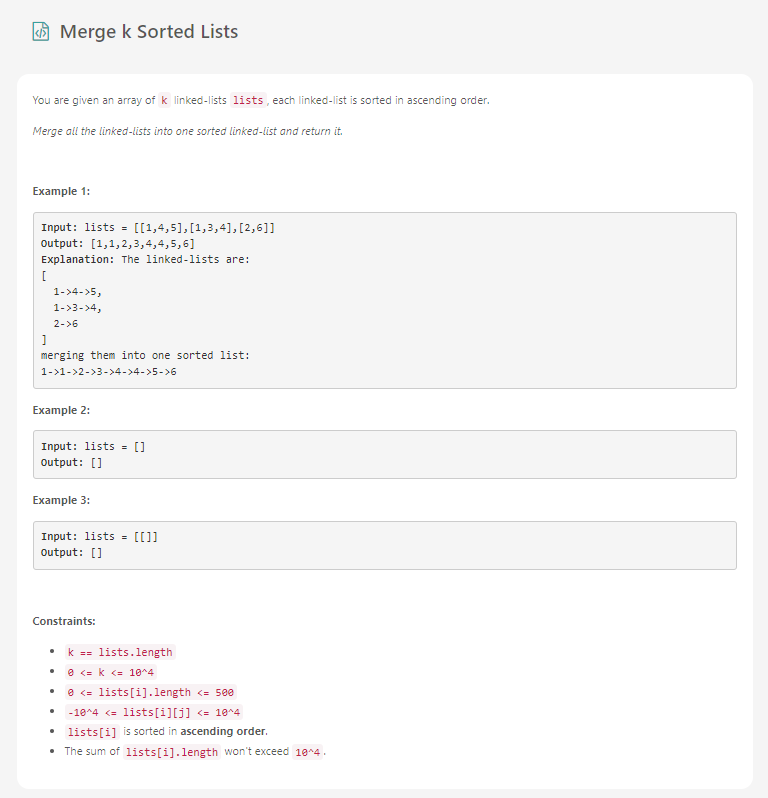 Merge k Sorted Lists
You are given an array of k linked-lists lists, each linked-list is sorted in ascending order.
Merge all the linked-lists into one sorted linked-list and return it.
Example 1:
Input: lists = [[1,4,5],[1,3,4],[2,6]]
Output: [1,1,2,3,4,4,5,6]
Explanation: The linked-lists are:
[
  1->4->5,
  1->3->4,
  2->6
]
merging them into one sorted list:
1->1->2->3->4->4->5->6
Example 2:
Input: lists = []
Output: []
Example 3:
Input: lists = [[]]
Output: []
Constraints:
• k == lists.length
• 0 <= k <= 10^4
• 0 <= lists[i].length <= 500
• -10^4 <= lists[i][j] <= 10^4
• lists[i] is sorted in ascending order.
• The sum of lists[i].length won't exceed 10^4.